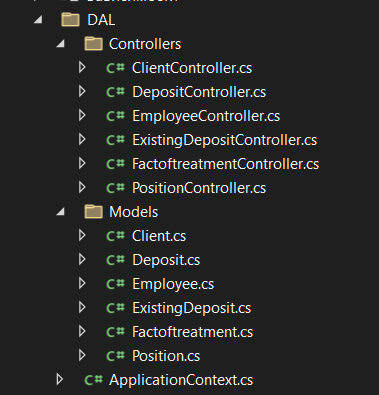 DAL
Controllers
C# ClientController.cs
C# DepositController.cs
C# EmployeeController.cs
C# ExistingDepositController.cs
C# FactoftreatmentController.cs
C# PositionController.cs
Models
C# Client.cs
C# Deposit.cs
C# Employee.cs
C# ExistingDeposit.cs
C# Factoftreatment.cs
C# Position.cs
C# ApplicationContext.cs